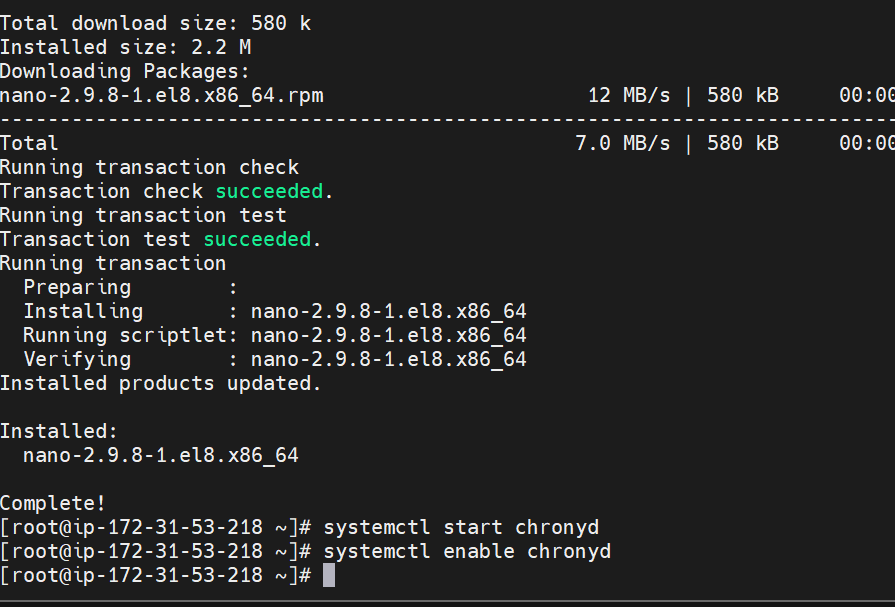 Total download size: 580 k
Installed size: 2.2 M
Downloading Packages:
nano-2.9.8-1.el8.x86_64.rpm                      12 MB/s | 580 kB     00:00
---------------------------------------------------------------------------
Total                                           7.0 MB/s | 580 kB     00:00
Running transaction check
Transaction check succeeded.
Running transaction test
Transaction test succeeded.
Running transaction
  Preparing        :
  Installing       : nano-2.9.8-1.el8.x86_64
  Running scriptlet: nano-2.9.8-1.el8.x86_64
  Verifying        : nano-2.9.8-1.el8.x86_64
Installed products updated.

Installed:
  nano-2.9.8-1.el8.x86_64

Complete!
[root@ip-172-31-53-218 ~]# systemctl start chronyd
[root@ip-172-31-53-218 ~]# systemctl enable chronyd
[root@ip-172-31-53-218 ~]#